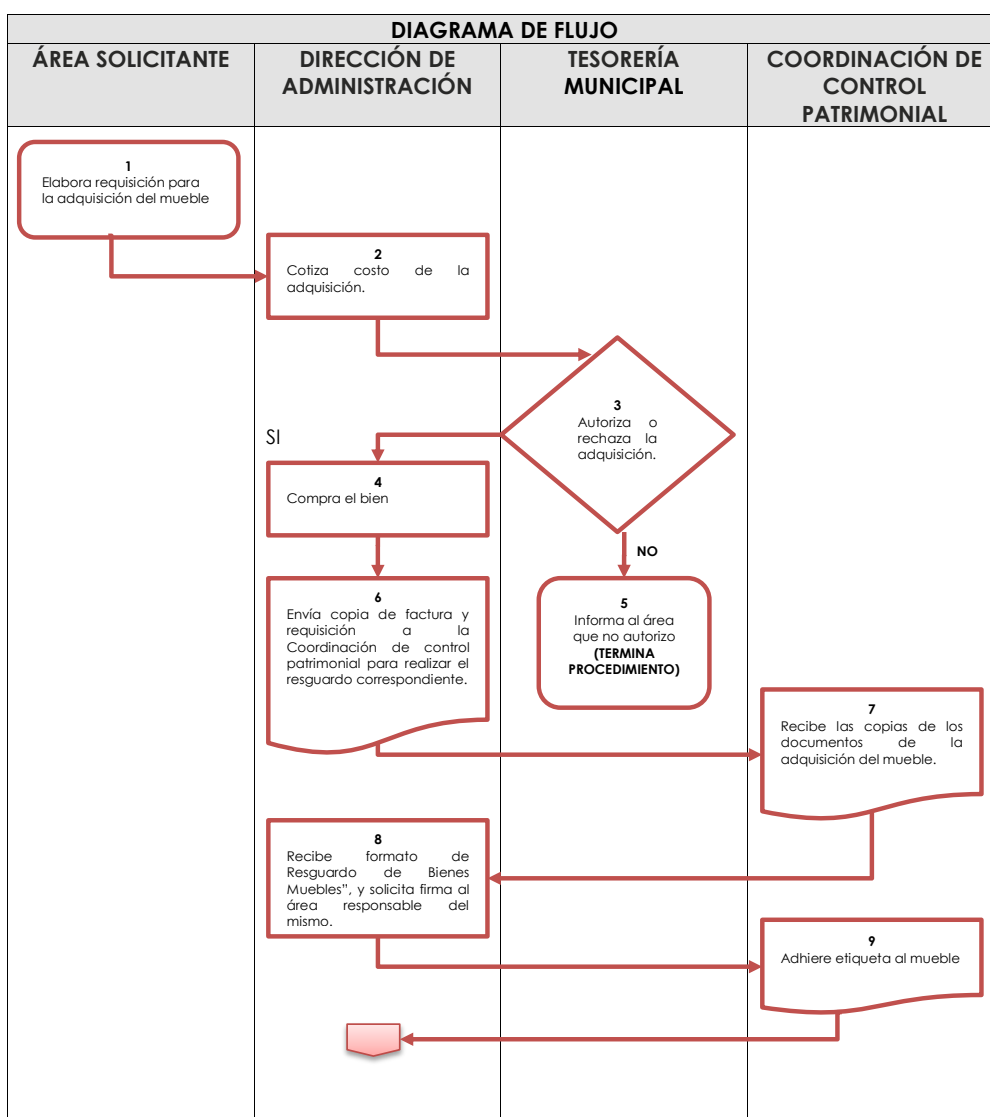 DIAGRAMA DE FLUJO
ÁREA SOLICITANTE
DIRECCIÓN DE
ADMINISTRACIÓN
TESORERÍA
MUNICIPAL
COORDINACIÓN DE
CONTROL
PATRIMONIAL
1
Elabora requisición para
la adquisición del mueble
2
Cotiza costo de la
adquisición.
3
Autoriza o
rechaza la
adquisición.
SI
4
Compra el bien
NO
5
Informa al área
que no autorizo
(TERMINA
PROCEDIMIENTO)
6
Envía copia de factura y
requisición a la
Coordinación de control
patrimonial para realizar el
resguardo correspondiente.
7
Recibe las copias de los
documentos de la
adquisición del mueble.
8
Recibe formato de
Resguardo de Bienes
Muebles”, y solicita firma al
área responsable del
mismo.
9
Adhiere etiqueta al mueble